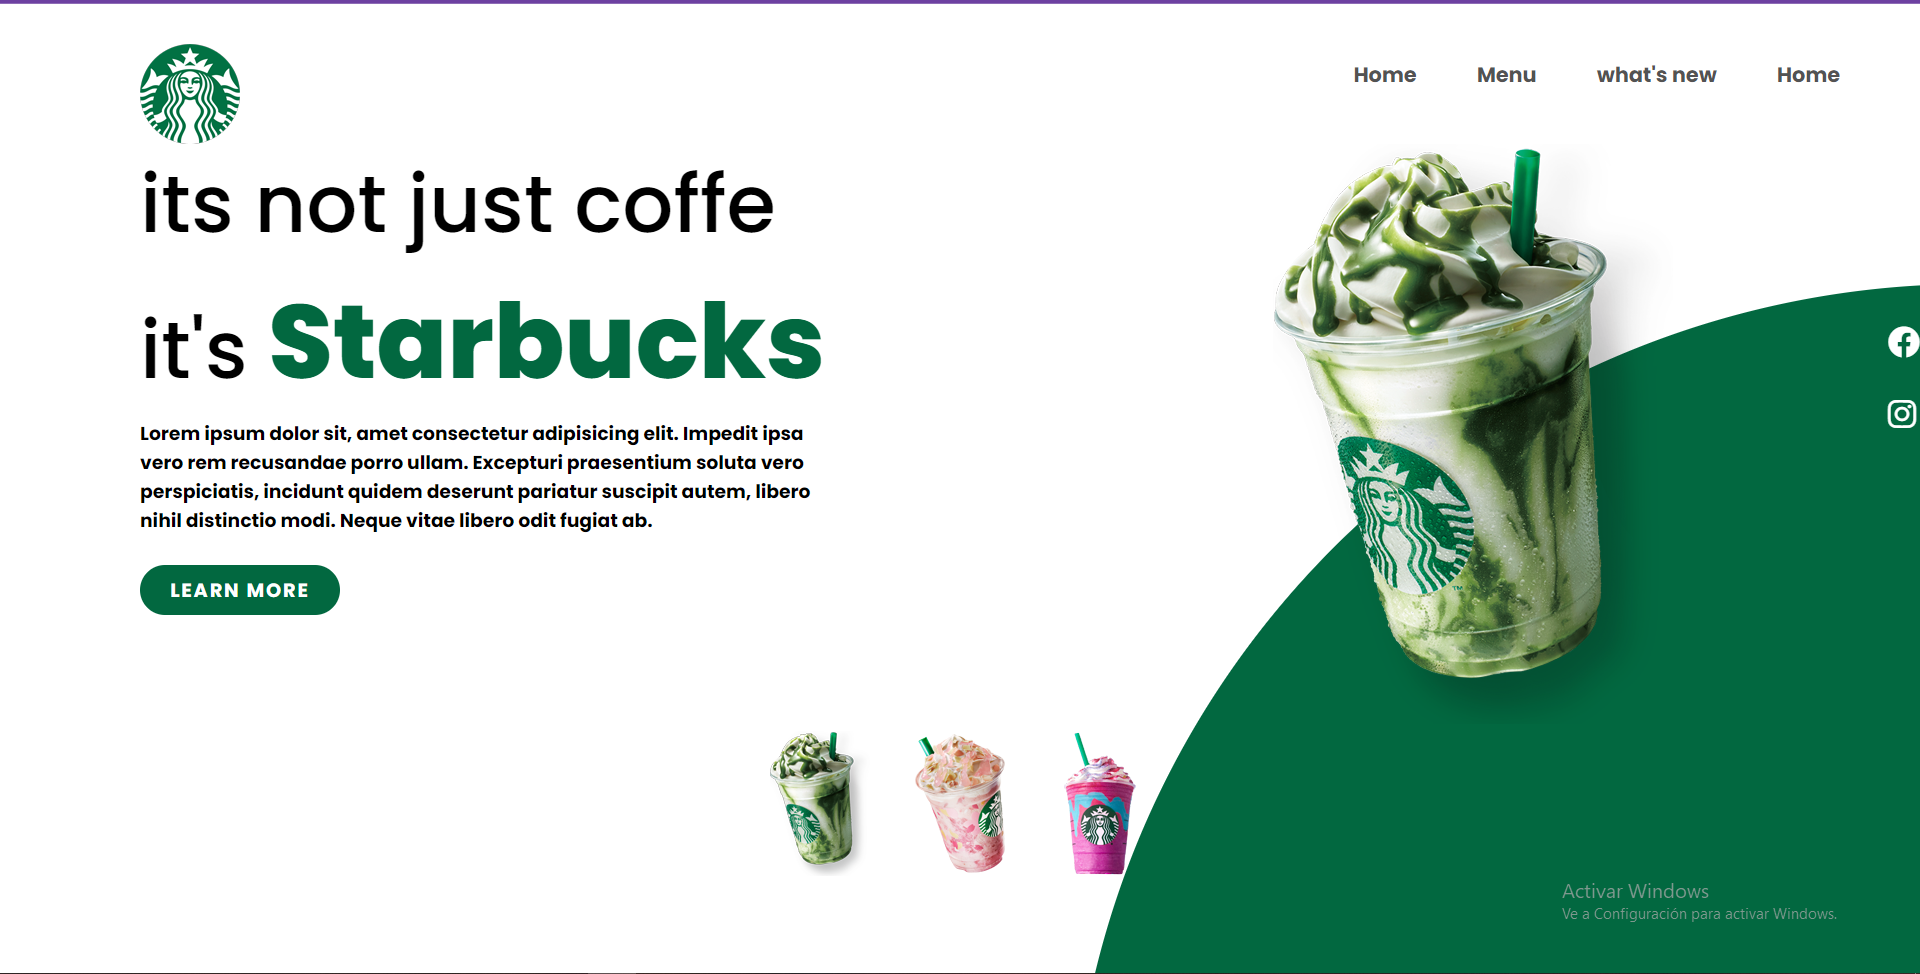 Home Menu what's new Home
its not just coffe
it's Starbucks
Lorem ipsum dolor sit, amet consectetur adipisicing elit. Impedit ipsa
vero rem recusandae porro ullam. Excepturi praesentium soluta vero
perspiciatis, incidunt quidem deserunt pariatur suscipit autem, libero
nihil distinctio modi. Neque vitae libero odit fugiat ab.
LEARN MORE
TM
Activar Windows
Ve a Configuración para activar Windows.